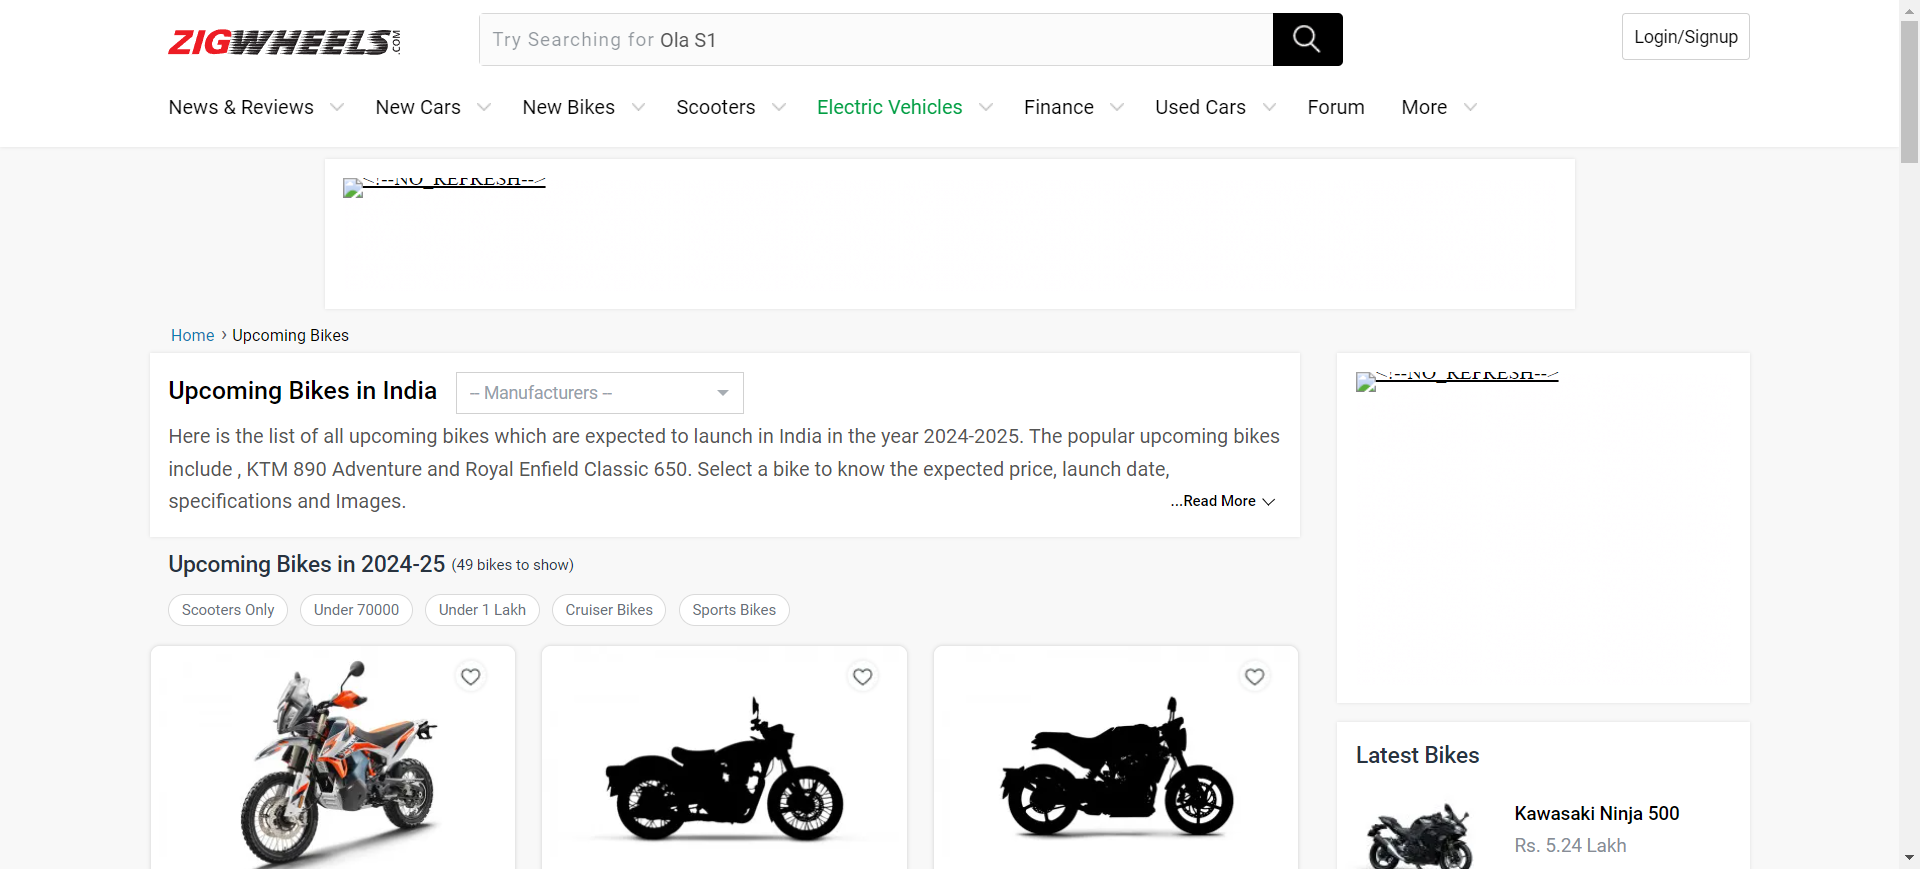 ZIGWHEELS.COM
Try Searching for Ola S1
Login/Signup
News & Reviews New Cars New Bikes Scooters Electric Vehicles Finance Used Cars Forum More
<!--NO_REFRESH-->
Home › Upcoming Bikes
Upcoming Bikes in India
-- Manufacturers --
Here is the list of all upcoming bikes which are expected to launch in India in the year 2024-2025. The popular upcoming bikes
include , KTM 890 Adventure and Royal Enfield Classic 650. Select a bike to know the expected price, launch date,
specifications and Images.
...Read More
<!--NO_REFRESH-->
Upcoming Bikes in 2024-25 (49 bikes to show)
Scooters Only Under 70000 Under 1 Lakh Cruiser Bikes Sports Bikes
Latest Bikes
Kawasaki Ninja 500
Rs. 5.24 Lakh